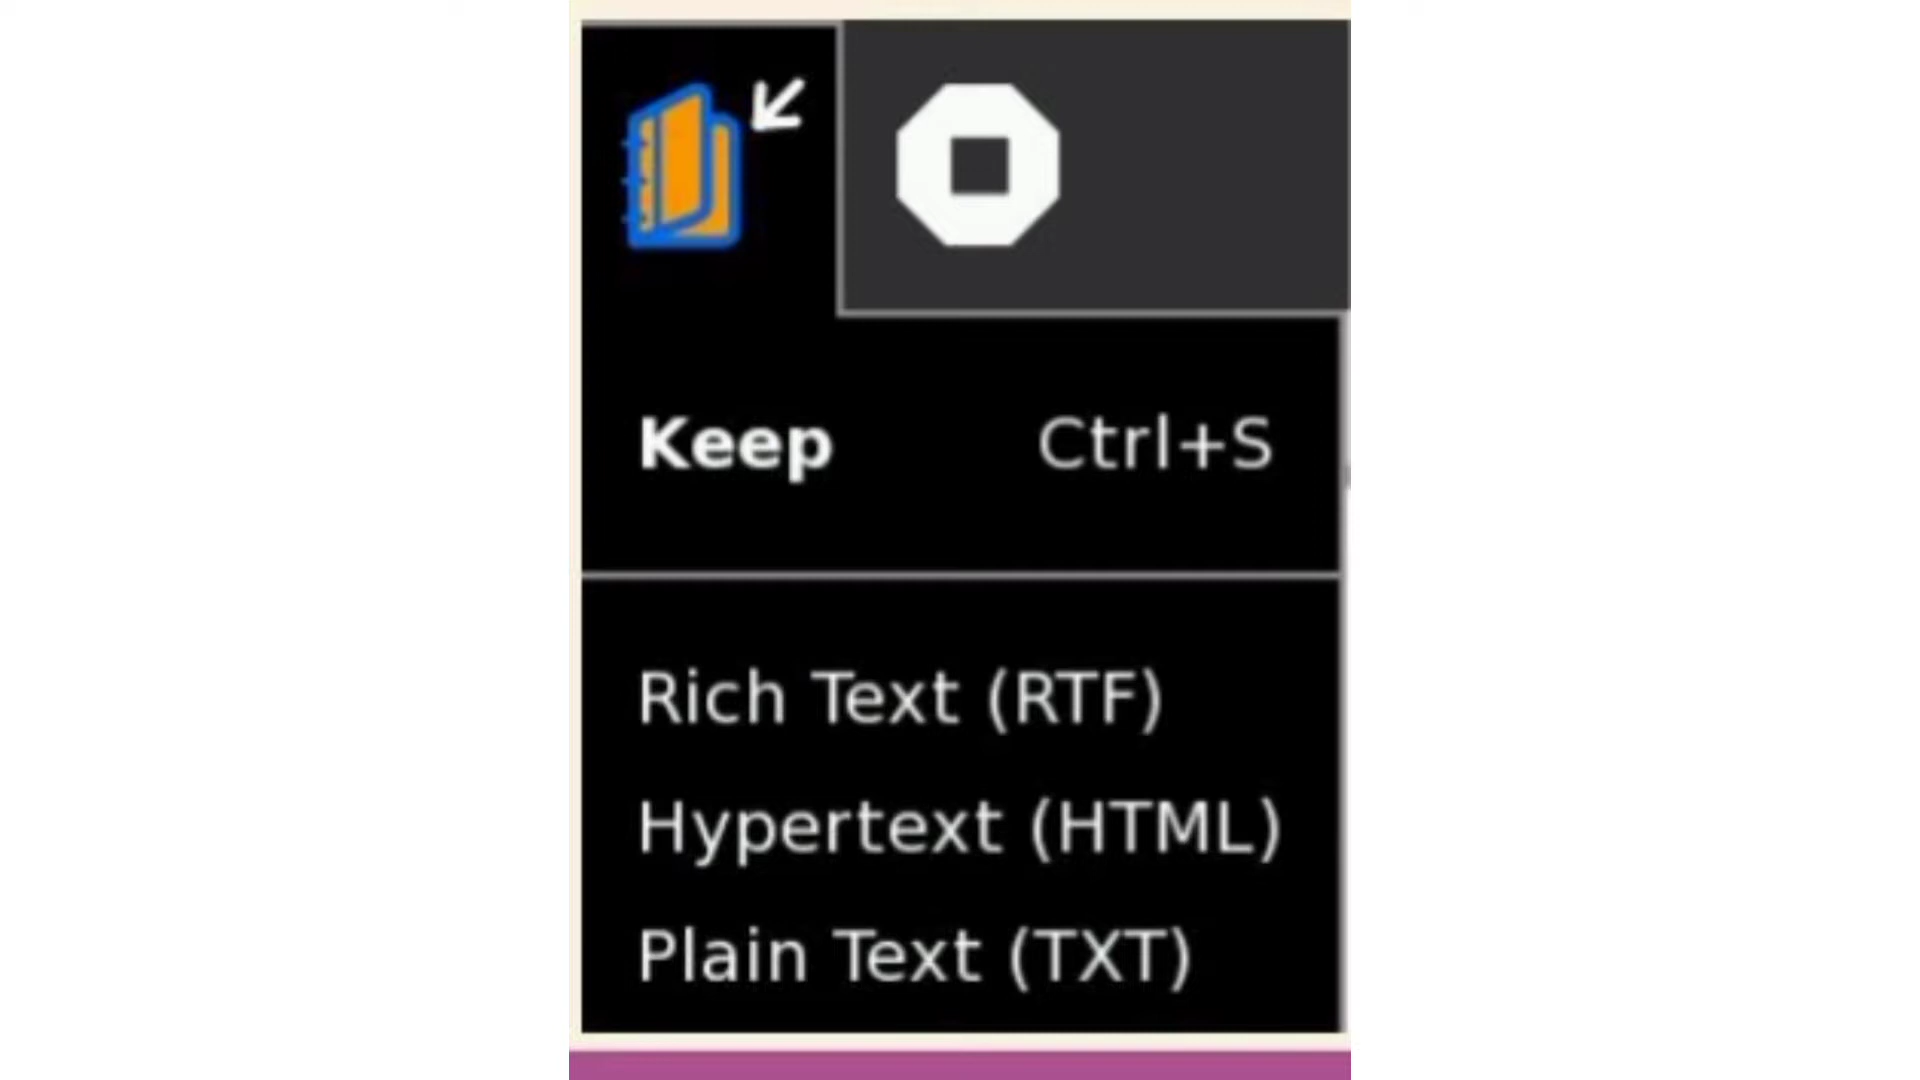 Keep Ctrl+S
Rich Text (RTF)
Hypertext (HTML)
Plain Text (TXT)